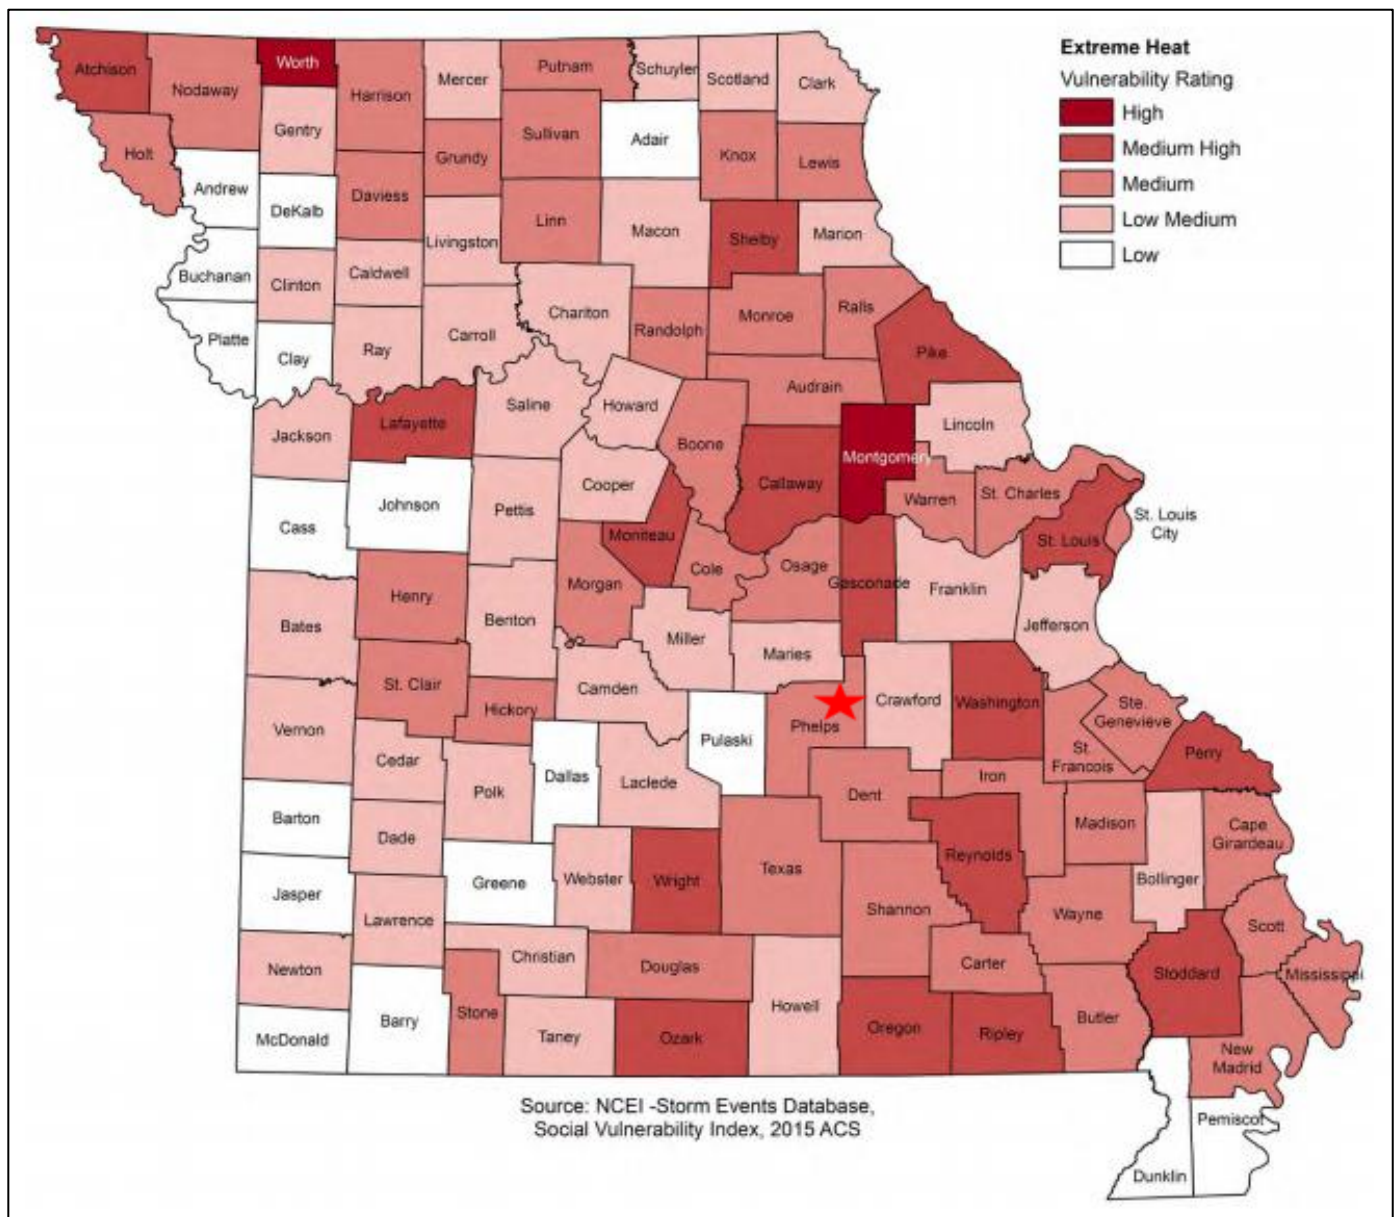 Extreme Heat
Vulnerability Rating
High
Medium High
Medium
Low Medium
Low
Atchison
Nodaway
Worth
Harrison
Mercer
Putnam
Schuyler
Scotland
Clark
Gentry
Holt
Andrew
DeKalb
Daviess
Grundy
Sullivan
Adair
Knox
Lewis
Linn
Macon
Shelby
Marion
Livingston
Buchanan
Clinton
Caldwell
Chariton
Randolph
Monroe
Ralls
Platte
Clay
Ray
Carroll
Pike
Audrain
Jackson
Lafayette
Saline
Howard
Boone
Lincoln
Montgomery
Callaway
Cooper
Warren
St. Charles
Cass
Johnson
Pettis
Moniteau
St. Louis
St. Louis
City
Henry
Morgan
Cole
Osage
Gasconade
Franklin
Jefferson
Bates
Benton
Miller
Maries
St. Clair
Camden
Hickory
Phelps
Crawford
Washington
Ste.
Genevieve
St.
Francois
Perry
Vernon
Cedar
Polk
Dallas
Laclede
Pulaski
Dent
Iron
Barton
Dade
Madison
Cape
Girardeau
Bollinger
Jasper
Greene
Webster
Wright
Texas
Reynolds
Shannon
Wayne
Lawrence
Scott
Newton
Christian
Douglas
Carter
Stoddard
Mississippi
McDonald
Barry
Stone
Taney
Ozark
Howell
Oregon
Ripley
Butler
New
Madrid
Pemiscot
Dunklin
Source: NCEI -Storm Events Database,
Social Vulnerability Index, 2015 ACS